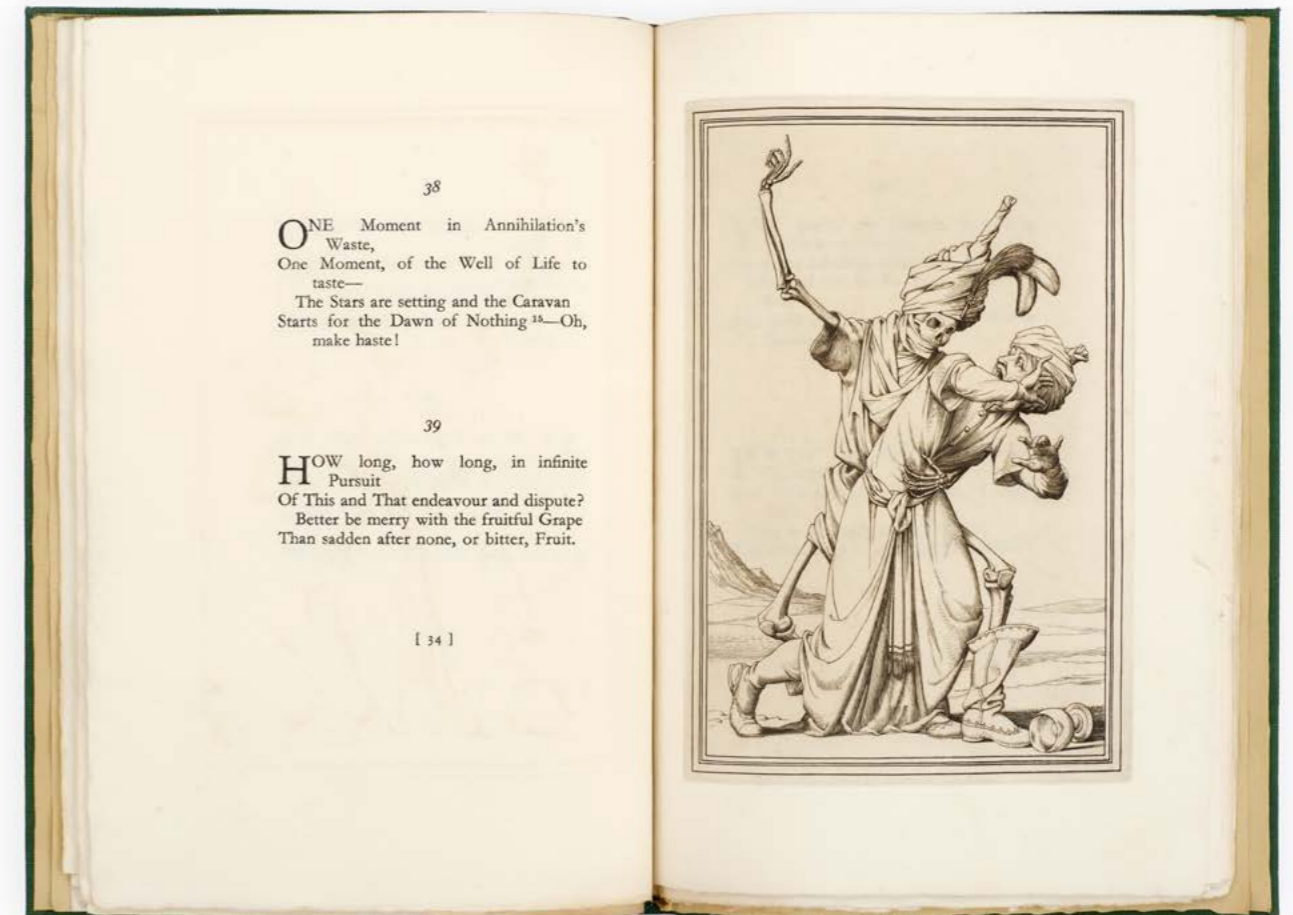 38
ONE Moment in Annihilation's
Waste,
One Moment, of the Well of Life to
taste—
The Stars are setting and the Caravan
Starts for the Dawn of Nothing 15—Oh,
make haste!
39
HOW long, how long, in infinite
Pursuit
Of This and That endeavour and dispute?
Better be merry with the fruitful Grape
Than sadden after none, or bitter, Fruit.
[ 34 ]